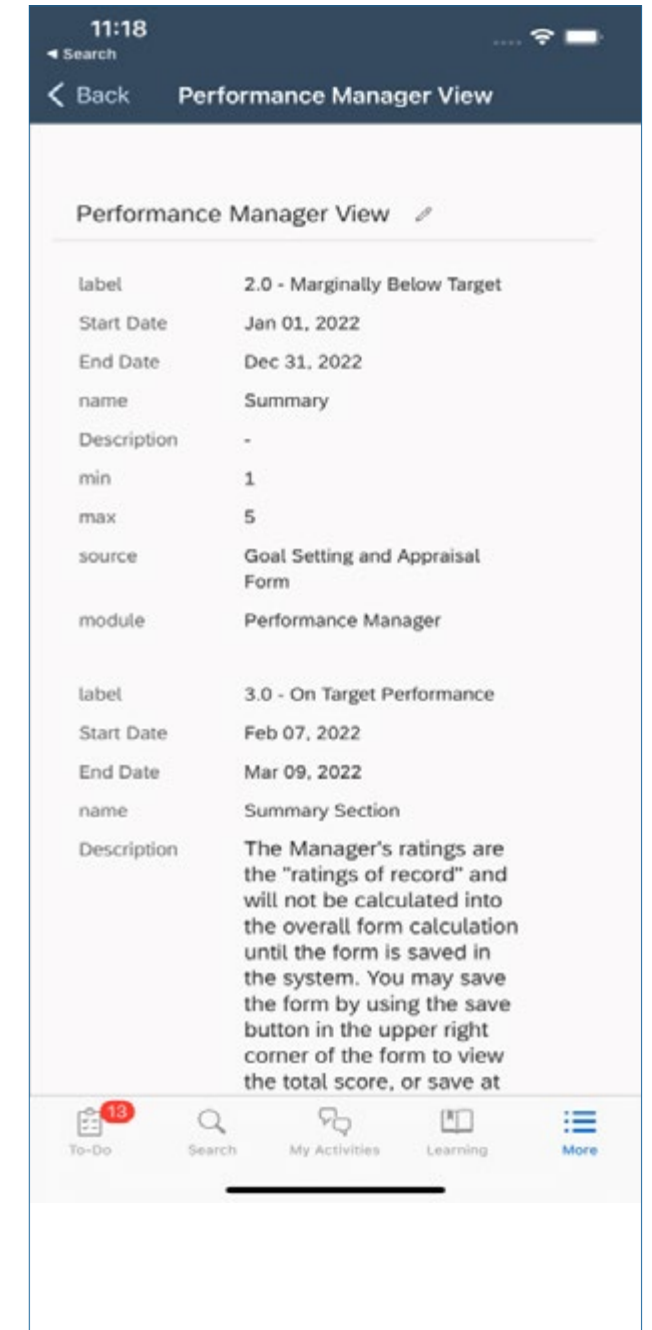 11:18
◀ Search
Back Performance Manager View
Performance Manager View
label 2.0 - Marginally Below Target
Start Date Jan 01, 2022
End Date Dec 31, 2022
name Summary
Description -
min 1
max 5
source Goal Setting and Appraisal
Form
module Performance Manager
label 3.0 - On Target Performance
Start Date Feb 07, 2022
End Date Mar 09, 2022
name Summary Section
Description The Manager's ratings are
the "ratings of record" and
will not be calculated into
the overall form calculation
until the form is saved in
the system. You may save
the form by using the save
button in the upper right
corner of the form to view
the total score, or save at
13
To-Do Search My Activities Learning More